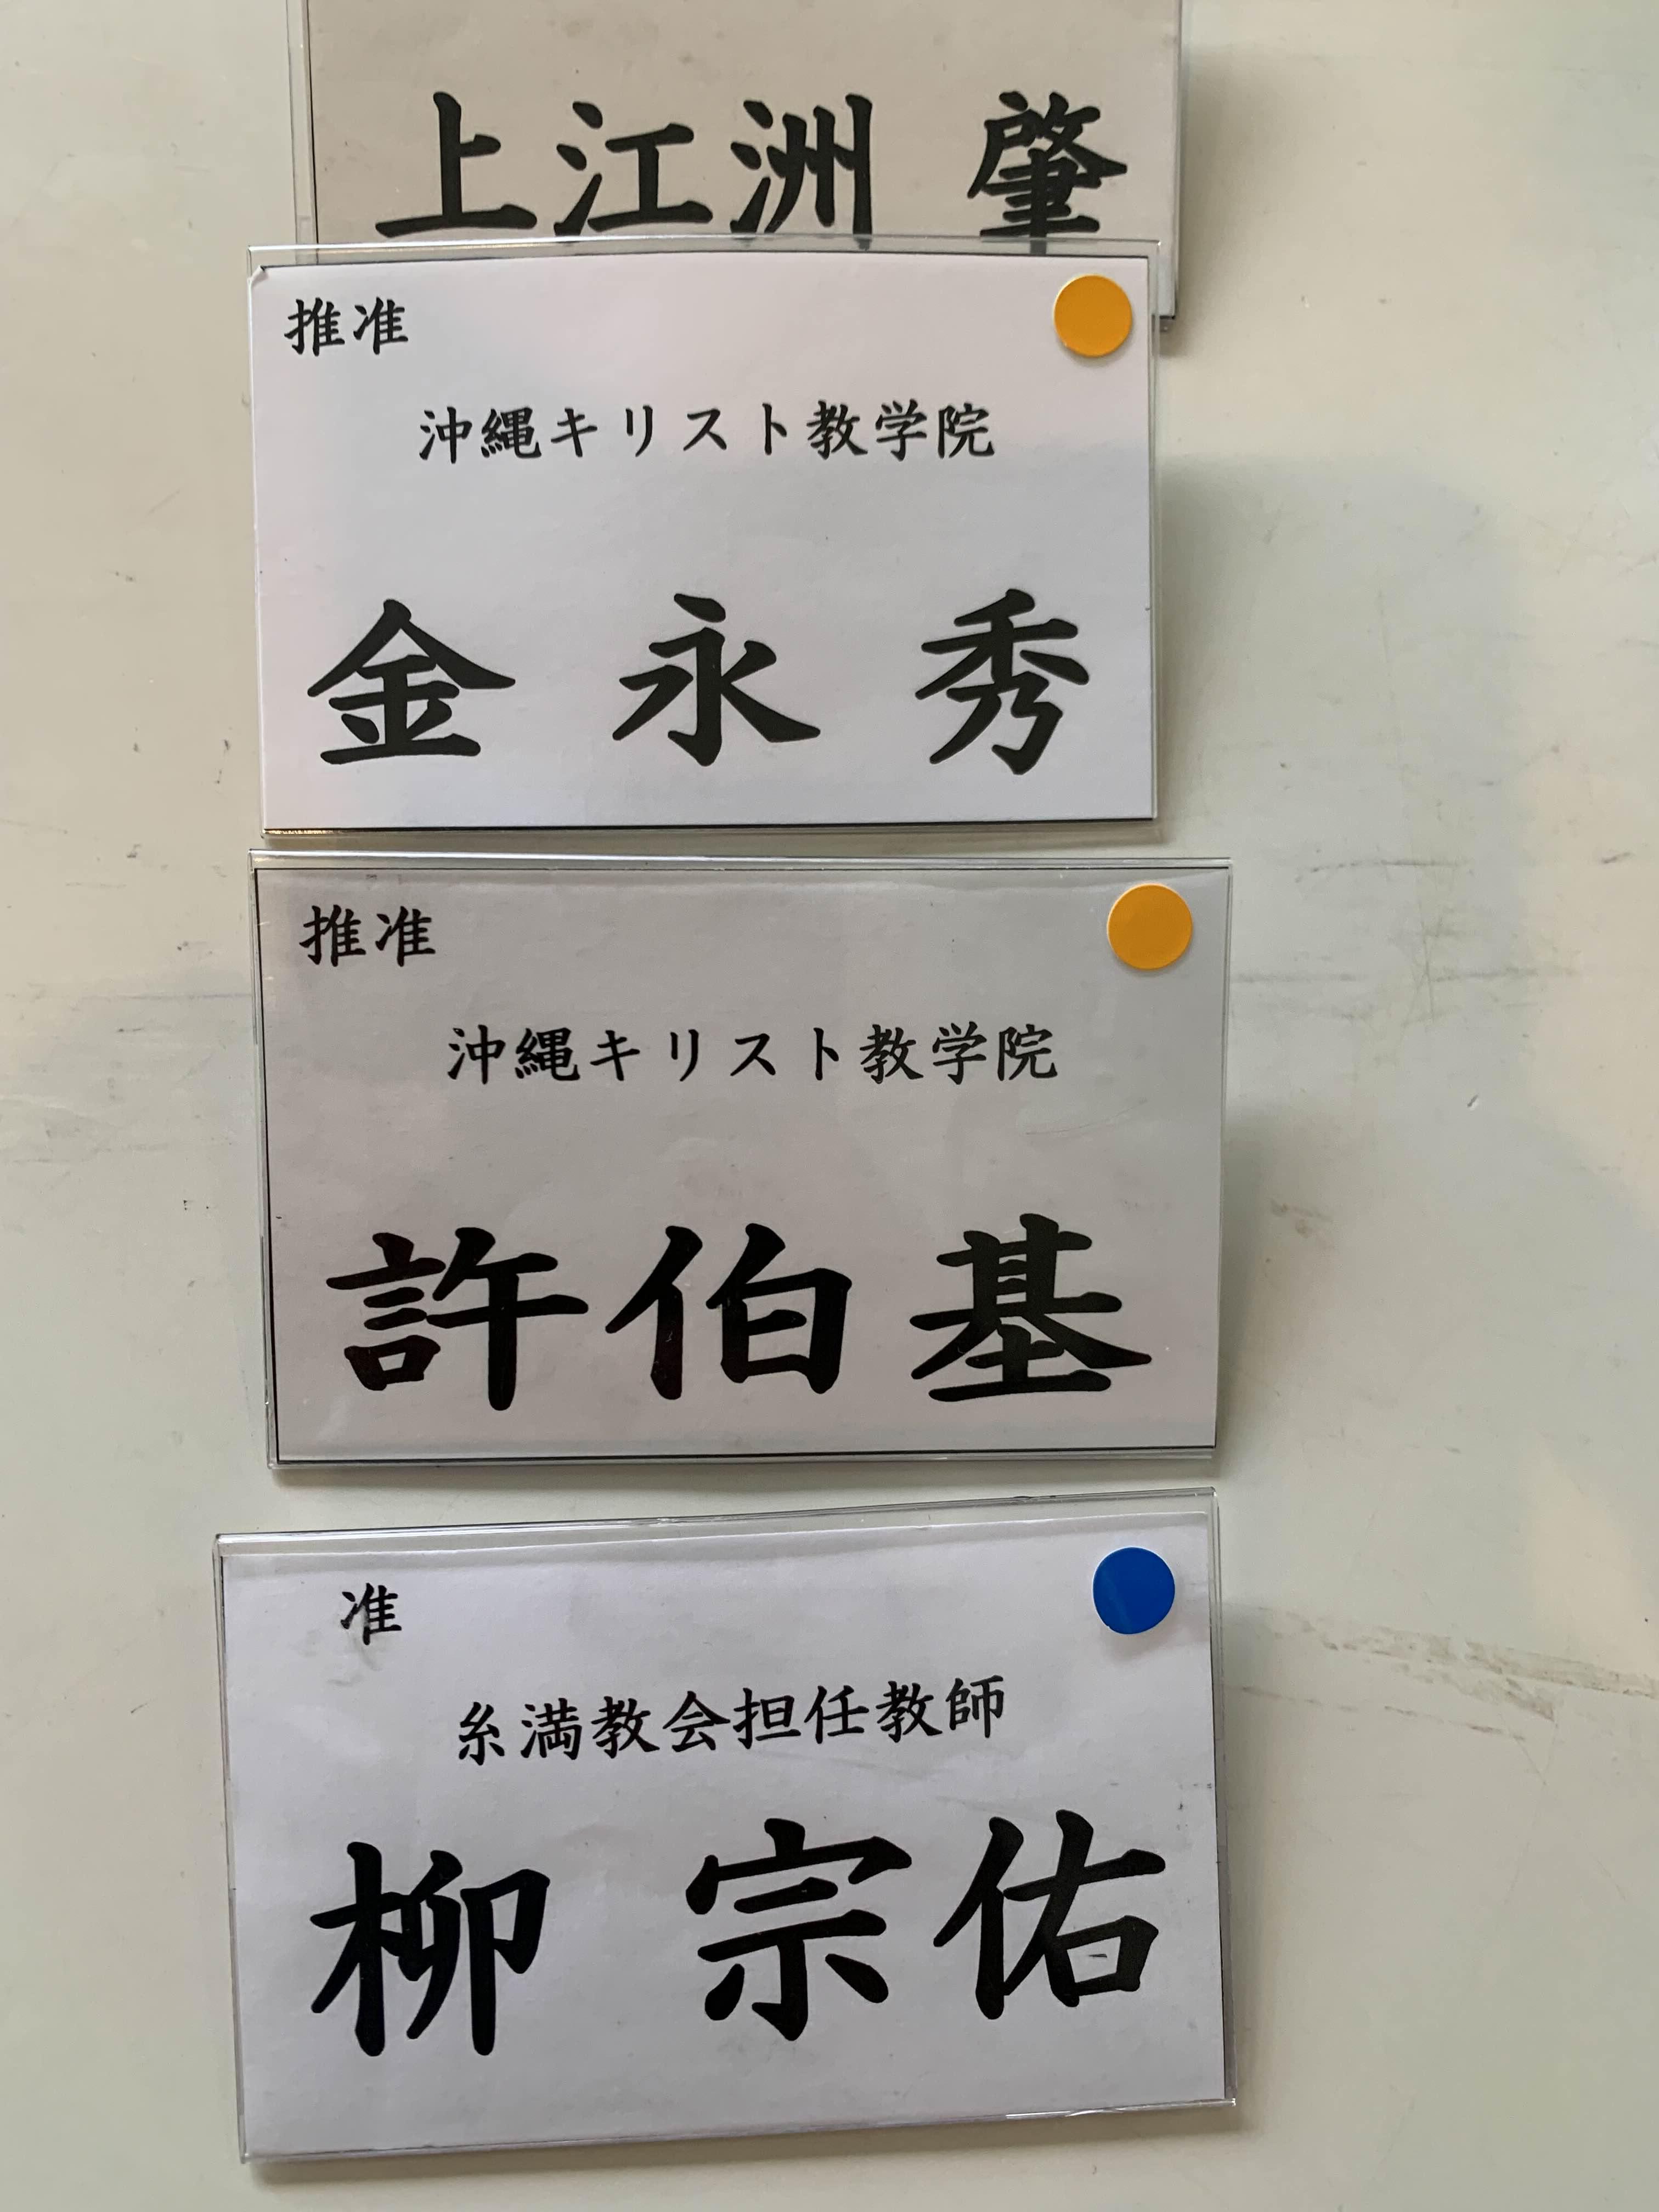 上江洲 肇
推准
沖縄キリスト教学院
金 永 秀
推准
沖縄キリスト教学院
許伯基
准
糸満教会担任教師
柳 宗佑